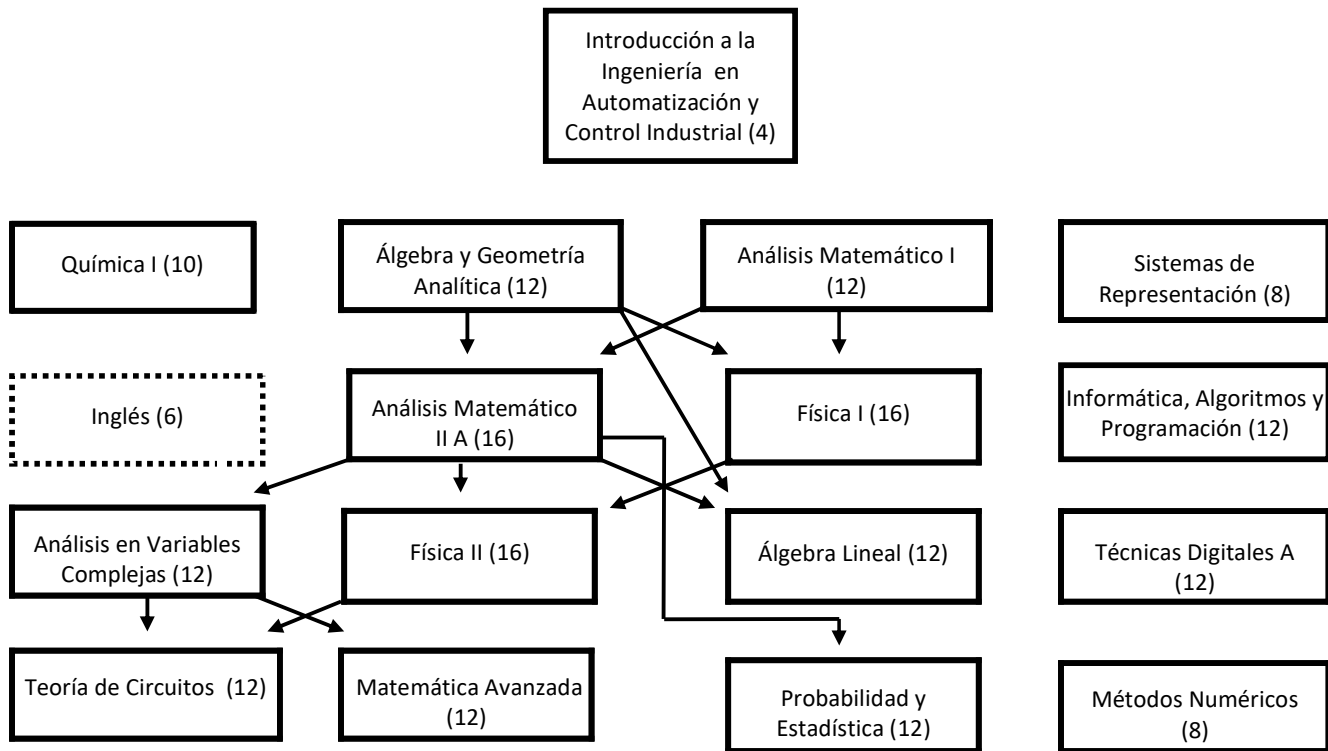 Introducción a la
Ingeniería en
Automatización y
Control Industrial (4)
Química I (10)
Álgebra y Geometría
Analítica (12)
Análisis Matemático I
(12)
Sistemas de
Representación (8)
Inglés (6)
Análisis Matemático
II A (16)
Física I (16)
Informática, Algoritmos y
Programación (12)
Análisis en Variables
Complejas (12)
Física II (16)
Álgebra Lineal (12)
Técnicas Digitales A
(12)
Teoría de Circuitos (12)
Matemática Avanzada
(12)
Probabilidad y
Estadística (12)
Métodos Numéricos
(8)